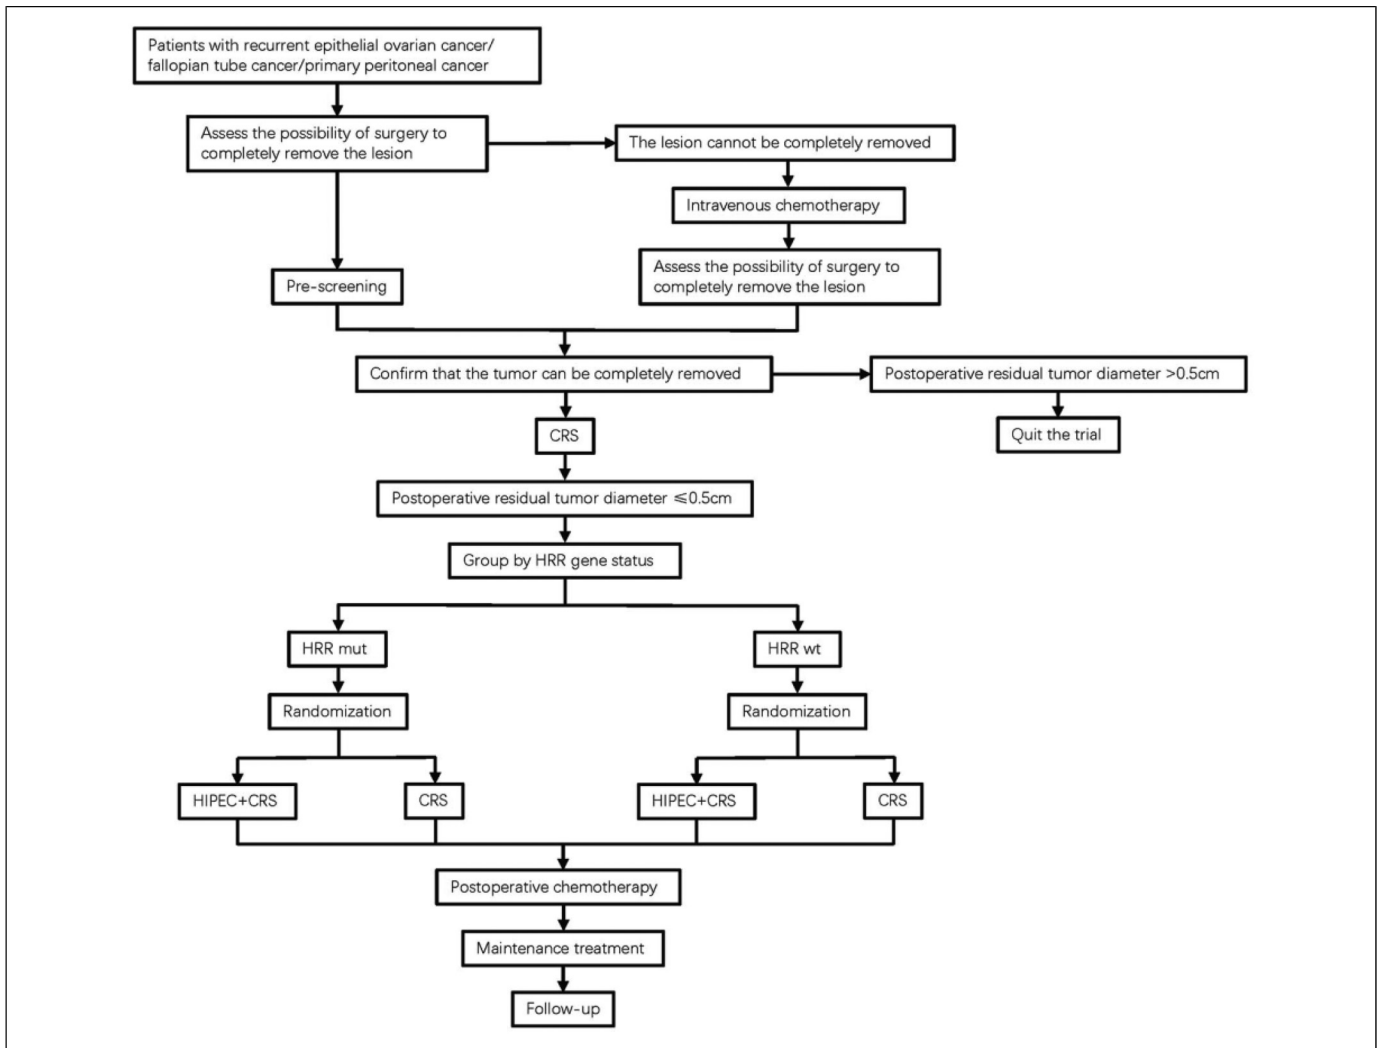 Patients with recurrent epithelial ovarian cancer/
fallopian tube cancer/primary peritoneal cancer
Assess the possibility of surgery to
completely remove the lesion
The lesion cannot be completely removed
Intravenous chemotherapy
Assess the possibility of surgery to
completely remove the lesion
Pre-screening
Confirm that the tumor can be completely removed
Postoperative residual tumor diameter >0.5cm
Quit the trial
CRS
Postoperative residual tumor diameter ≤0.5cm
Group by HRR gene status
HRR mut
HRR wt
Randomization
Randomization
HIPEC+CRS
CRS
HIPEC+CRS
CRS
Postoperative chemotherapy
Maintenance treatment
Follow-up